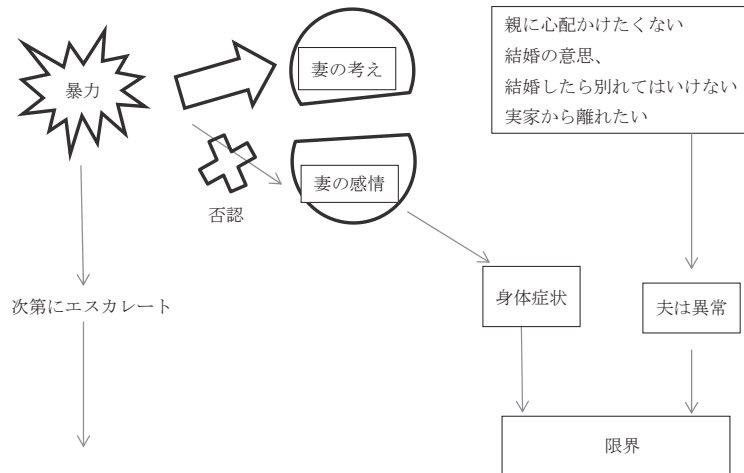 親に心配かけたくない
結婚の意思、
結婚したら別れてはいけない
実家から離れたい
暴力
妻の考え
妻の感情
否認
次第にエスカレート
身体症状
夫は異常
限界